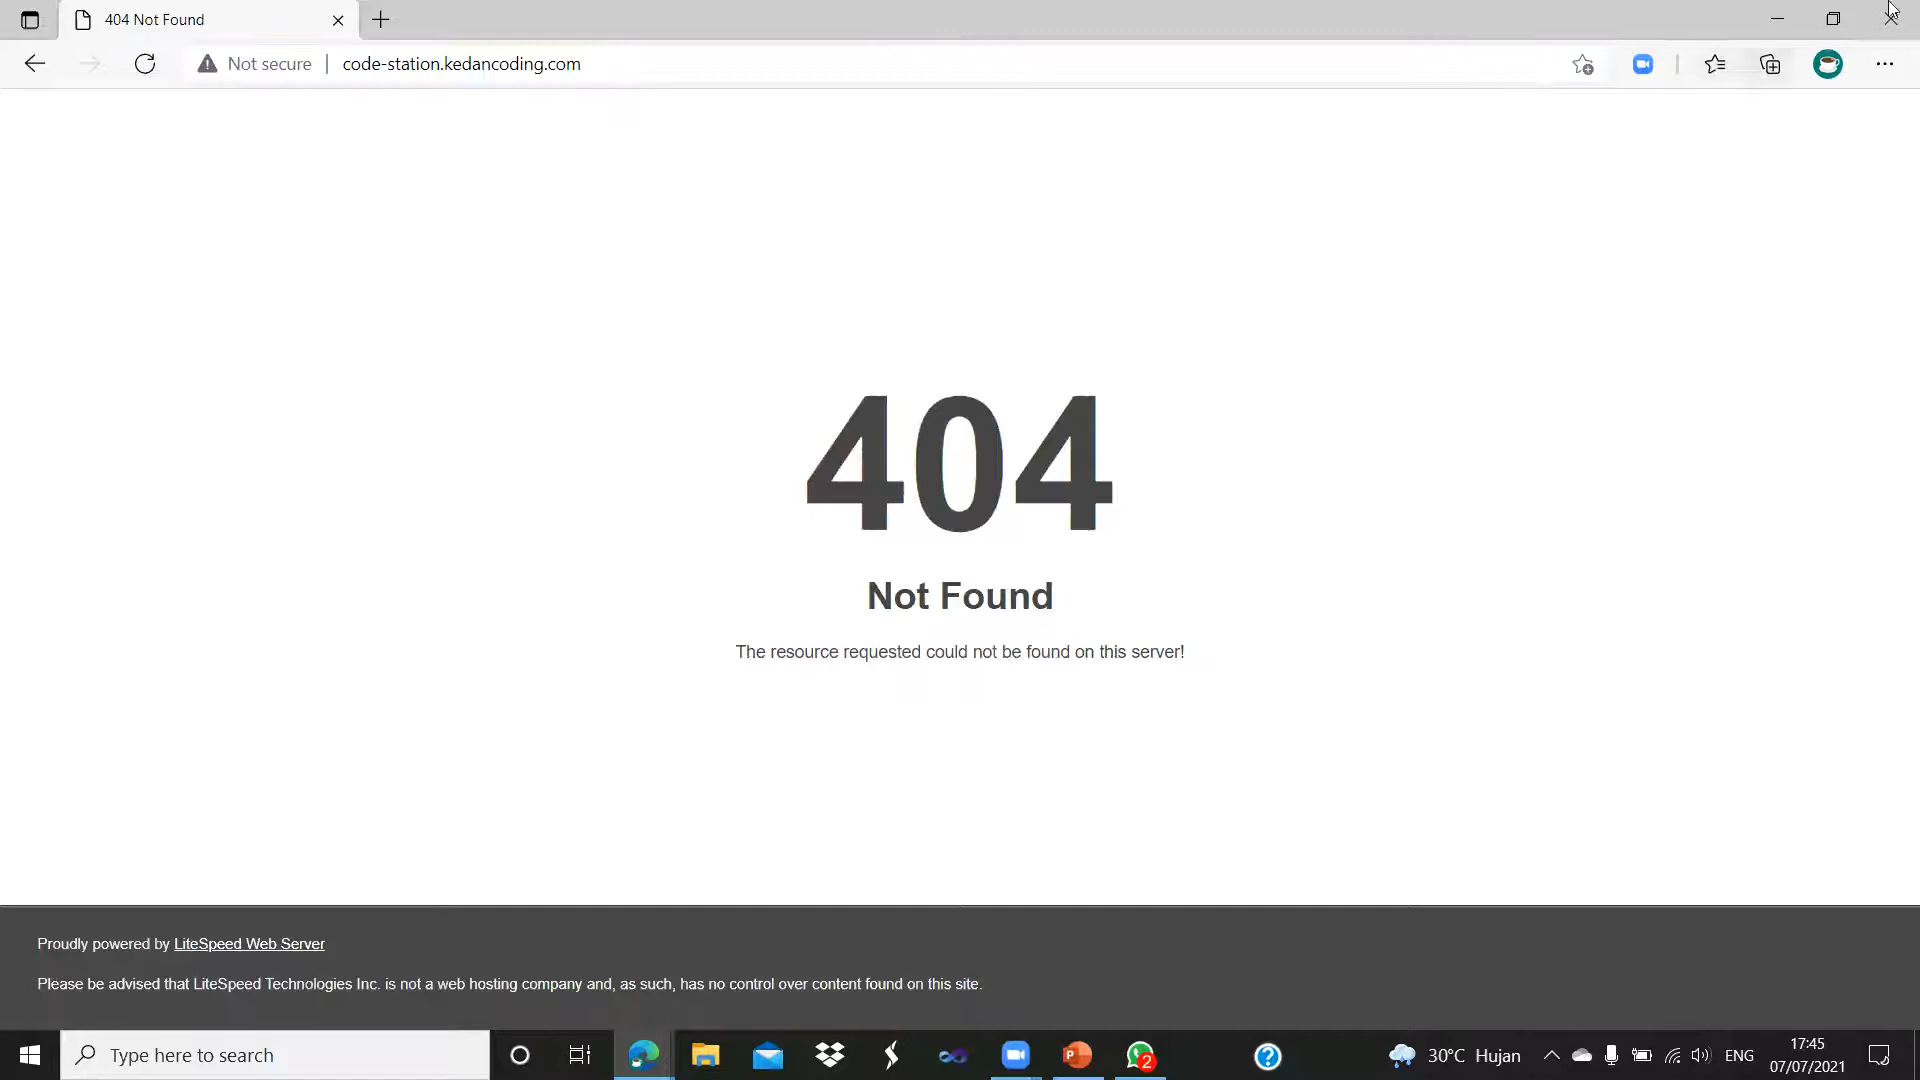 404 Not Found
Not secure
code-station.kedancoding.com
404
Not Found
The resource requested could not be found on this server!
Proudly powered by LiteSpeed Web Server
Please be advised that LiteSpeed Technologies Inc. is not a web hosting company and, as such, has no control over content found on this site.
Type here to search
P
2
?
30°C Hujan
ENG
17:45
07/07/2021